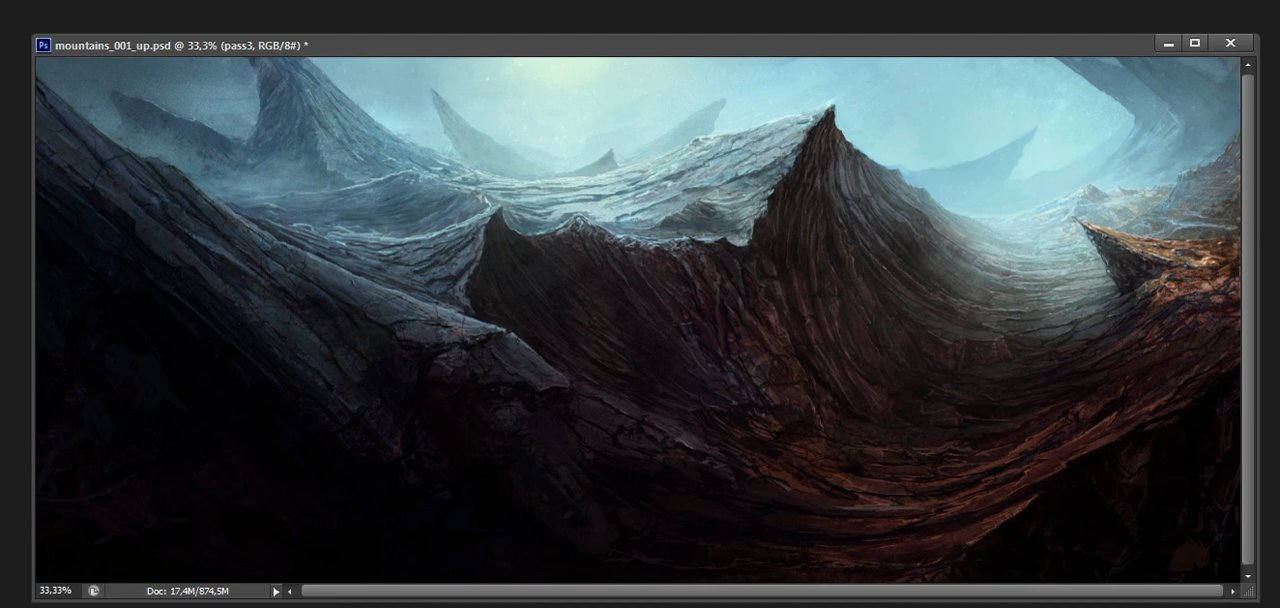 Ps mountains_001_up.psd @ 33,3% (pass3, RGB/8#) *
33,33% Doc: 17,4M/874,5M